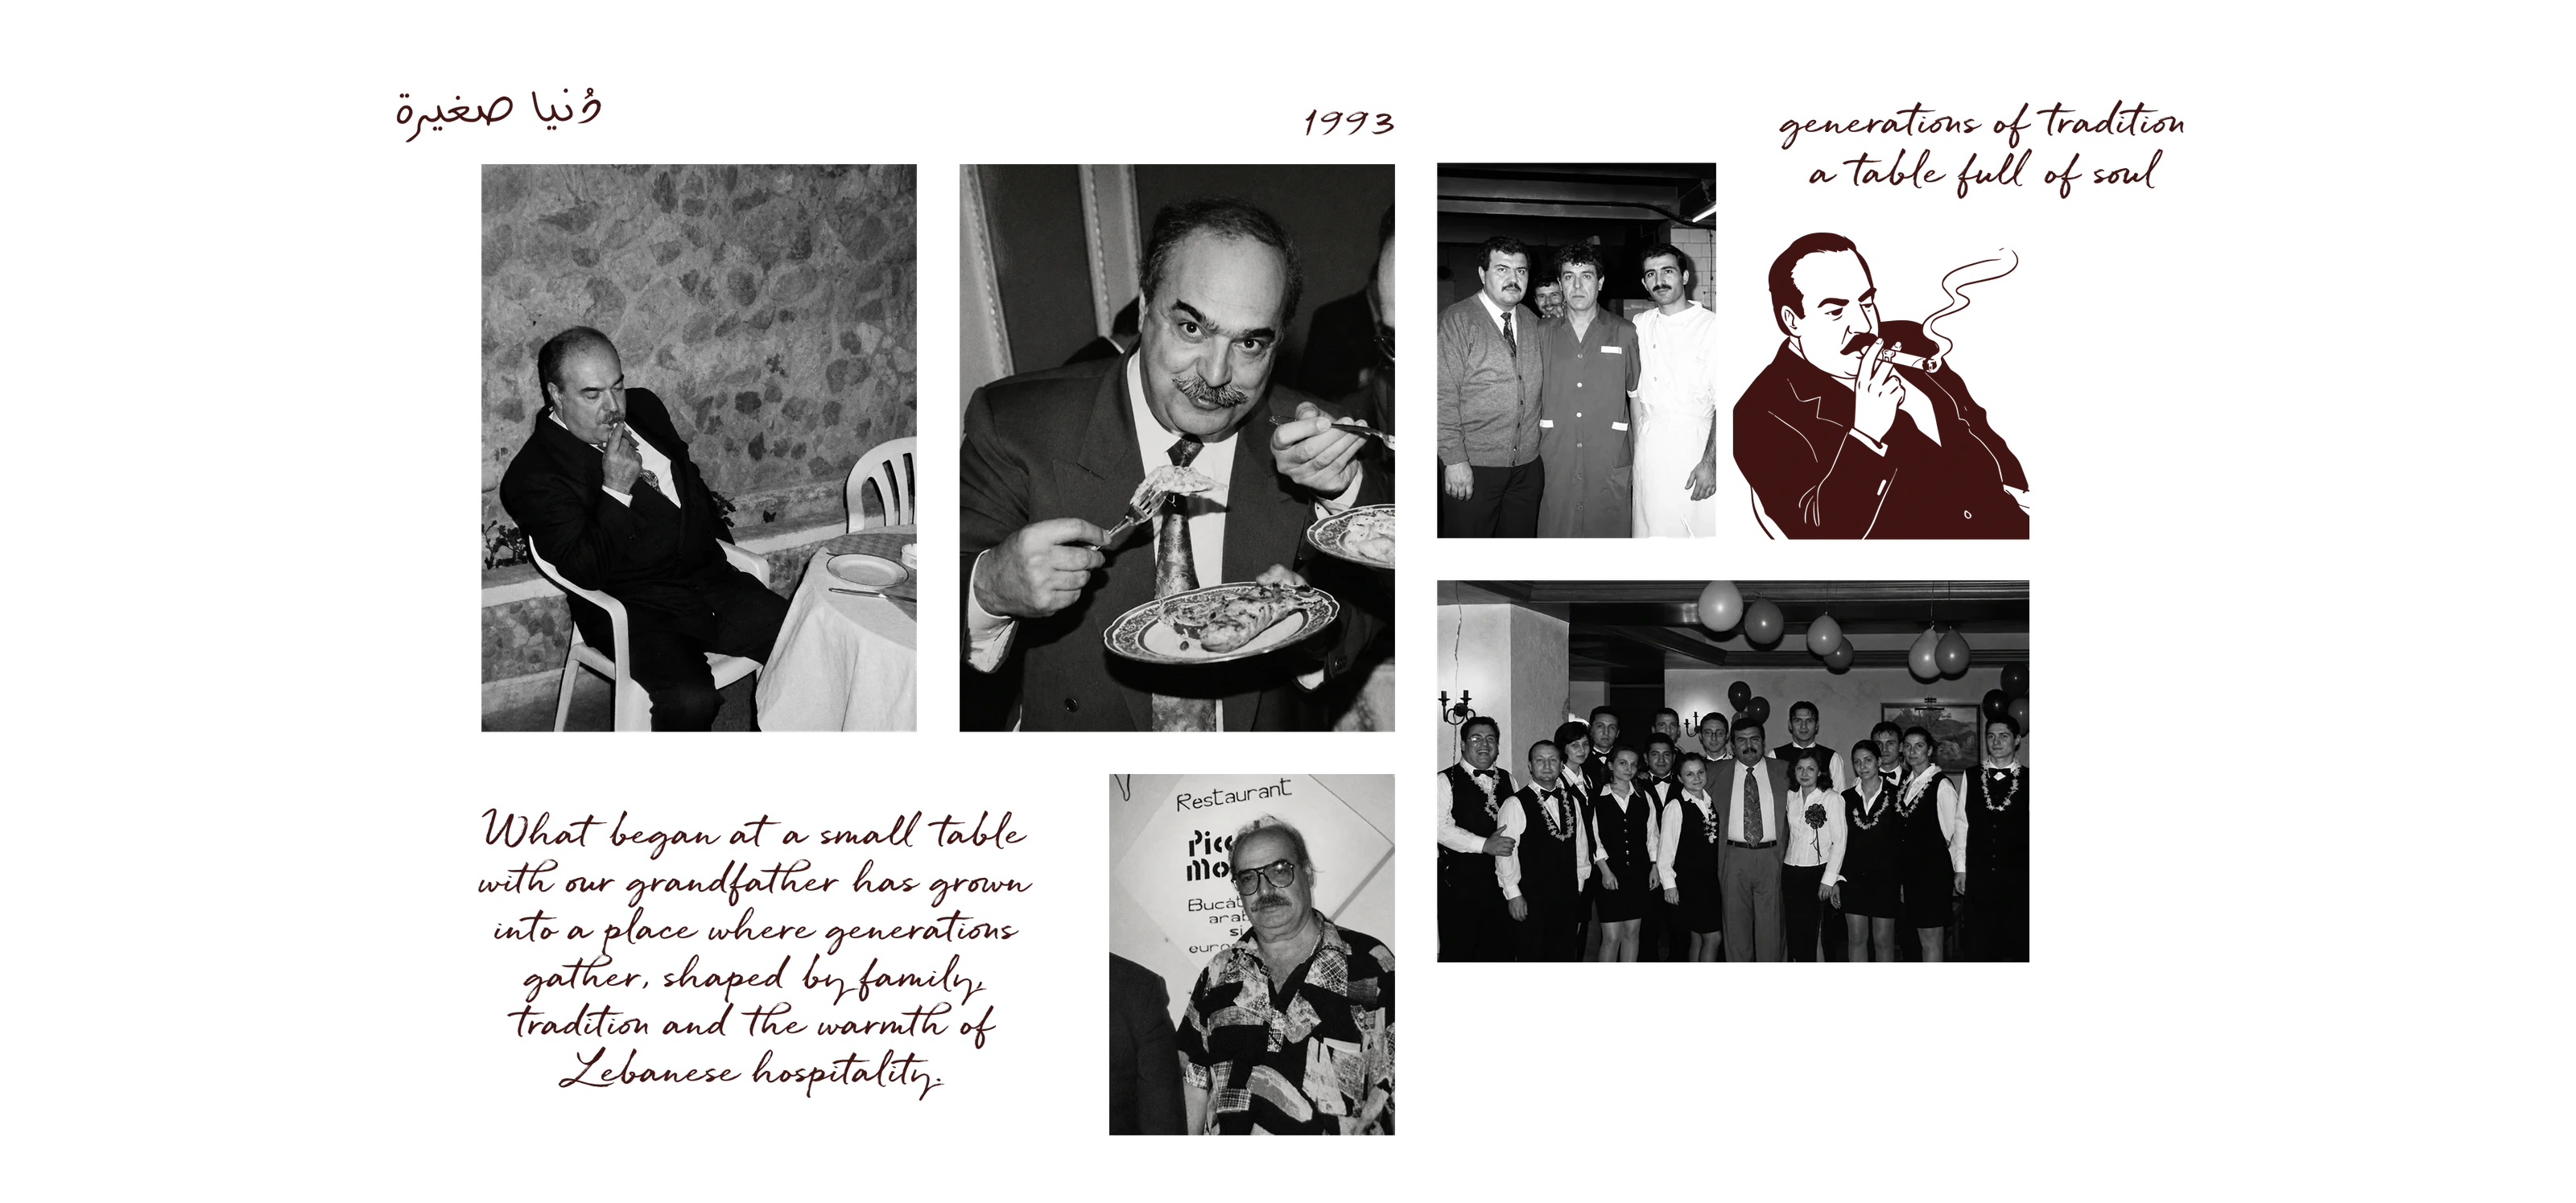 دُنيا صغيرة
1993
generations of tradition
a table full of soul
What began at a small table
with our grandfather has grown
into a place where generations
gather, shaped by family,
tradition and the warmth of
Lebanese hospitality.
Restaurant
si